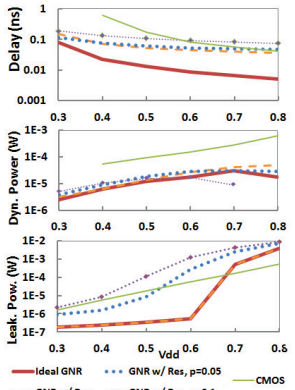 Delay (ns)
1
0.1
0.01
0.001
0.3 0.4 0.5 0.6 0.7 0.8
Dyn. Power (W)
1E-3
1E-4
1E-5
1E-6
0.3 0.4 0.5 0.6 0.7 0.8
Leak. Pow. (W)
1E-2
1E-3
1E-4
1E-5
1E-6
1E-7
0.3 0.4 0.5 0.6 0.7 0.8
Vdd
Ideal GNR
GNR w/ Res, p=0.05
CMOS